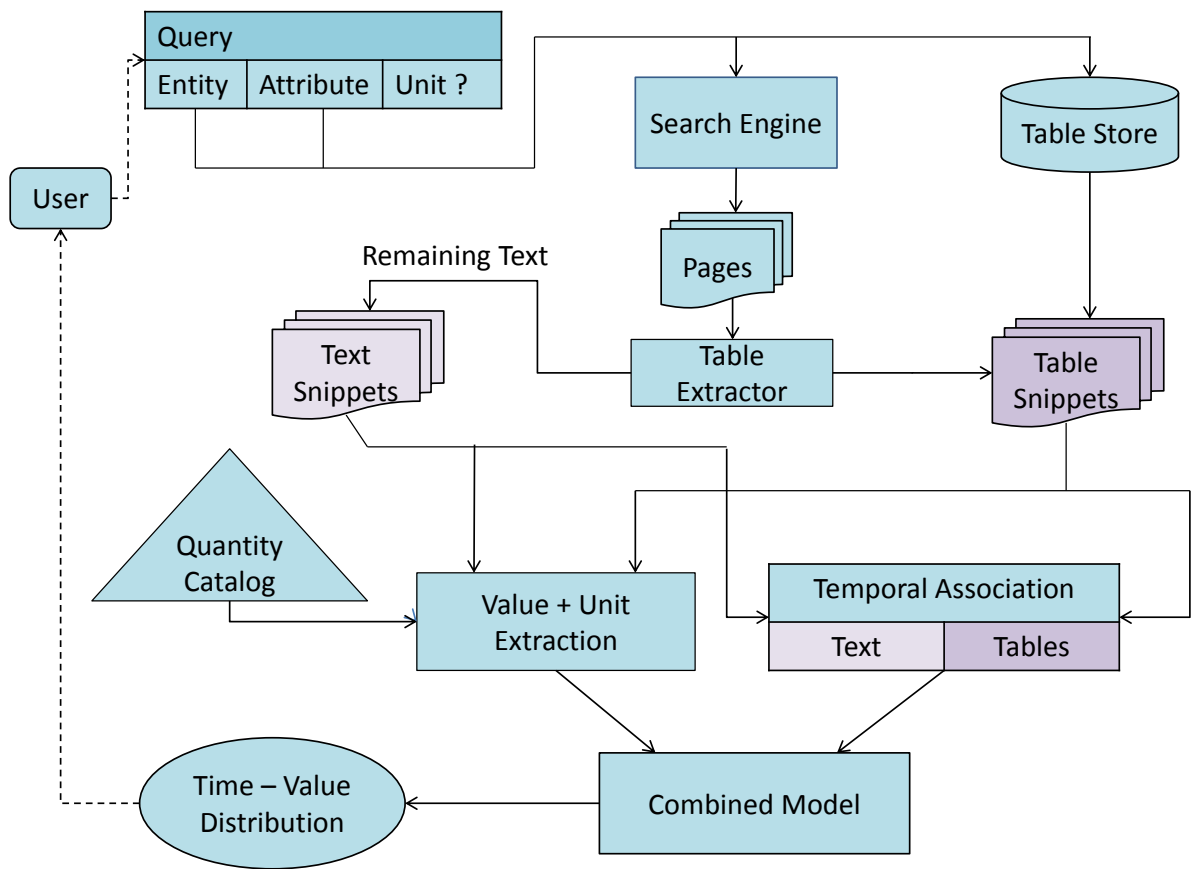 Query
Entity
Attribute
Unit ?
Search Engine
Table Store
User
Remaining Text
Pages
Text
Snippets
Table
Extractor
Table
Snippets
Quantity
Catalog
Value + Unit
Extraction
Temporal Association
Text
Tables
Time – Value
Distribution
Combined Model